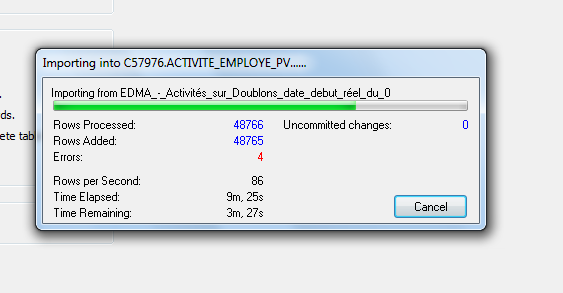 Importing into C57976.ACTIVITE_EMPLOYE_PV......
Importing from EDMA_-_Activités_sur_Doublons_date_debut_réel_du_0
Rows Processed: 48766 Uncommitted changes: 0
ds.
Rows Added: 48765
ete tab
Errors: 4
Rows per Second: 86
Time Elapsed: 9m, 25s
Time Remaining: 3m, 27s
Cancel